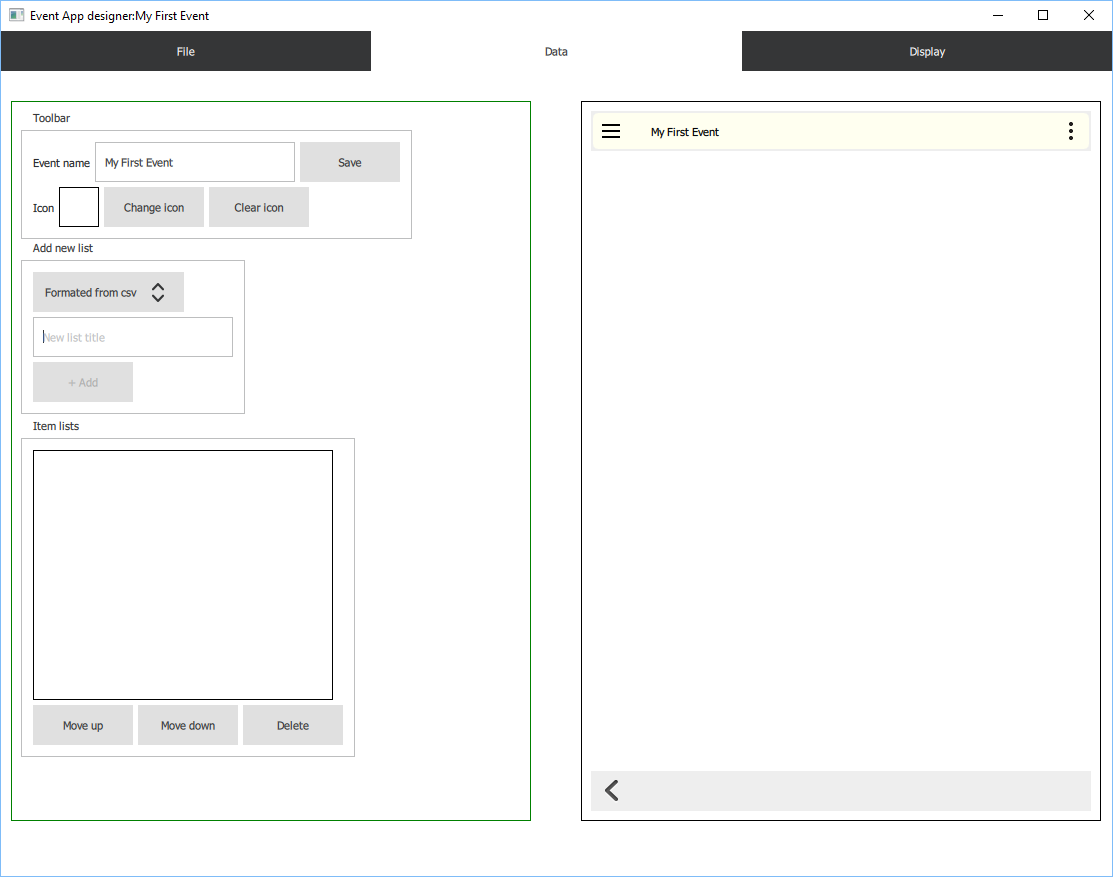 Event App designer:My First Event
File
Data
Display
Toolbar
Event name
My First Event
Save
Icon
Change icon
Clear icon
Add new list
Formated from csv
New list title
+ Add
Item lists
Move up
Move down
Delete
My First Event